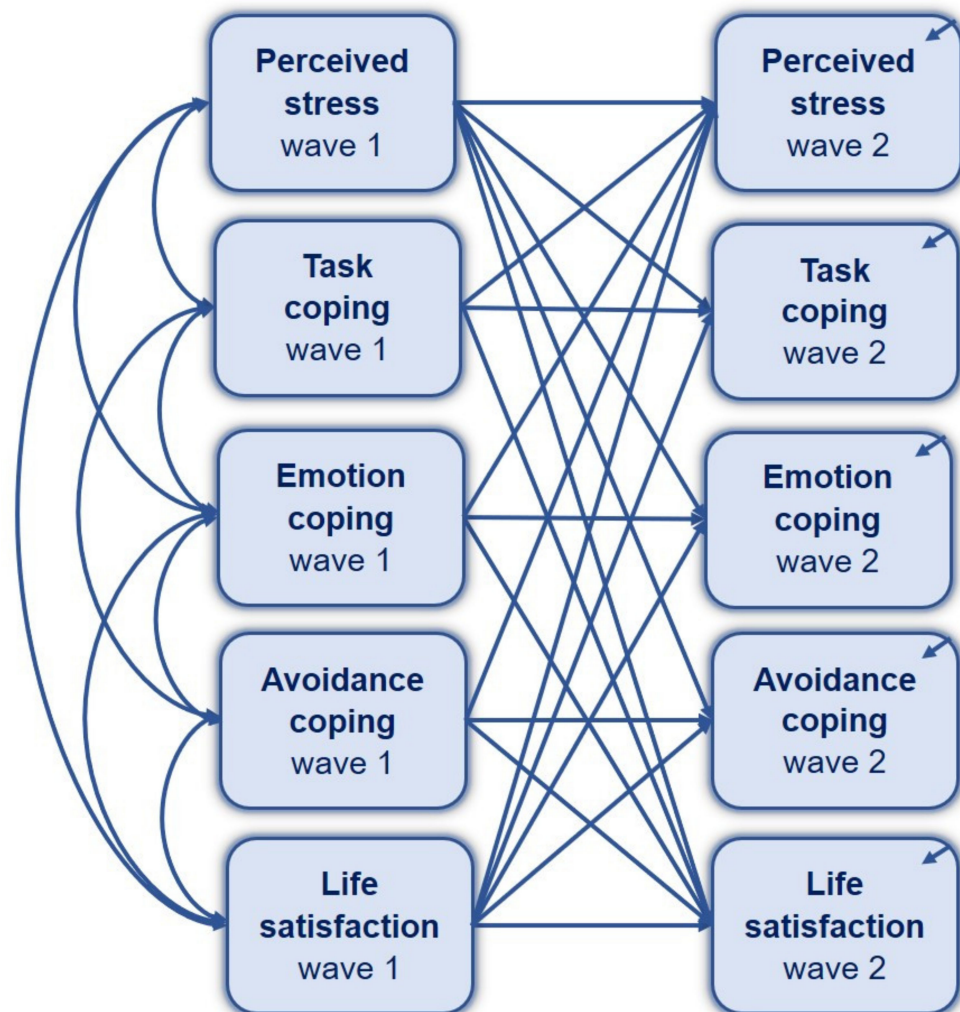 Perceived
stress
wave 1
Perceived
stress
wave 2
Task
coping
wave 1
Task
coping
wave 2
Emotion
coping
wave 1
Emotion
coping
wave 2
Avoidance
coping
wave 1
Avoidance
coping
wave 2
Life
satisfaction
wave 1
Life
satisfaction
wave 2